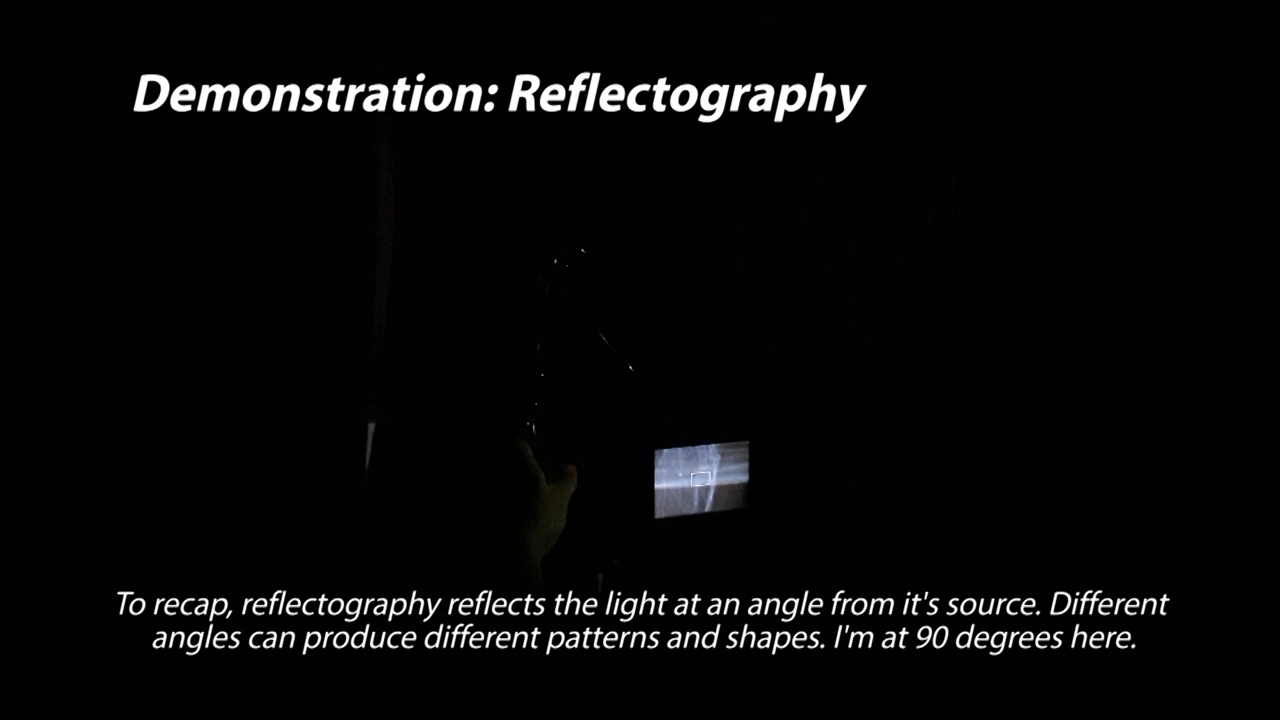 Demonstration: Reflectography
To recap, reflectography reflects the light at an angle from it's source. Different
angles can produce different patterns and shapes. I'm at 90 degrees here.